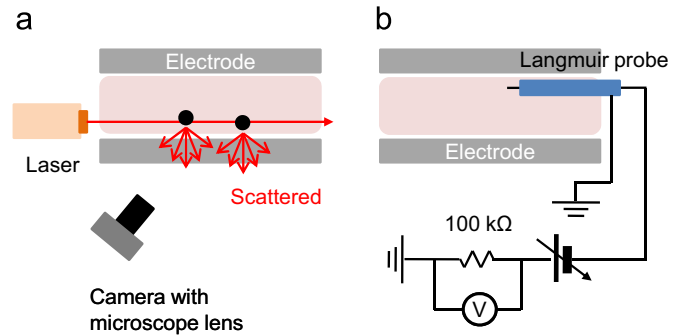 a
Electrode
Laser
Scattered
Camera with
microscope lens
b
Langmuir probe
Electrode
100 kΩ
V